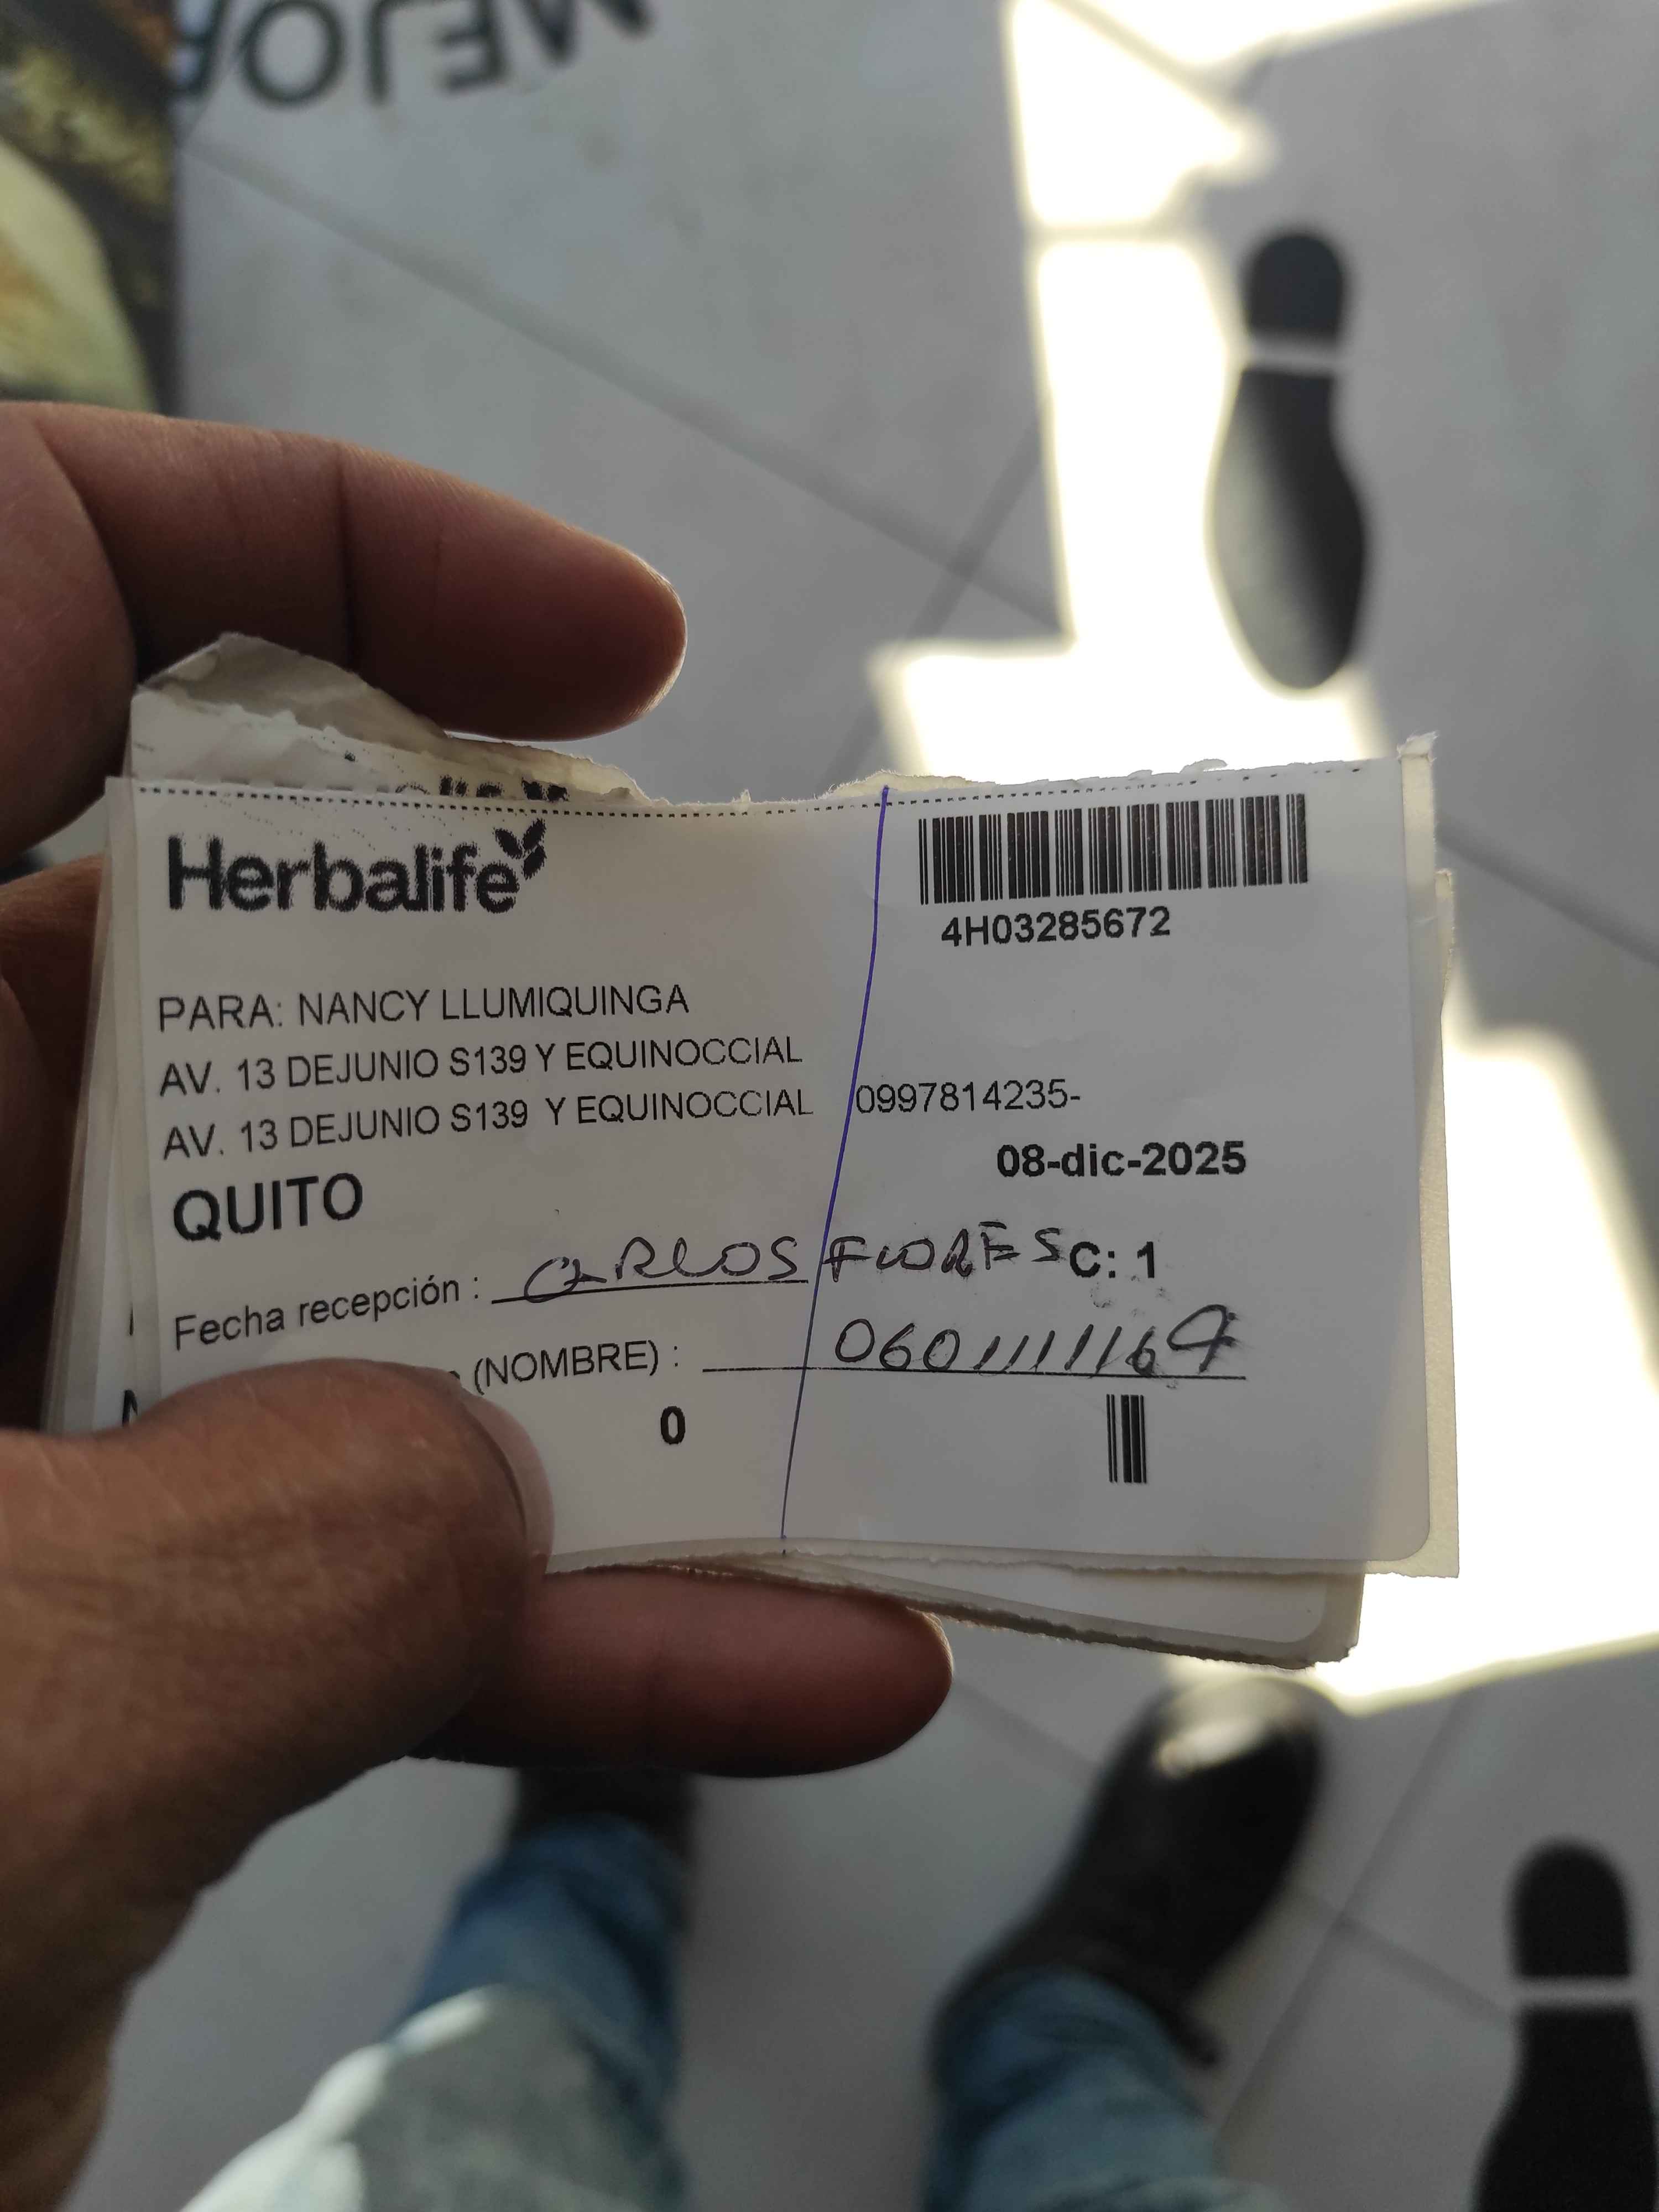 MEJOR
Herbalife
4H03285672
PARA: NANCY LLUMIQUINGA
AV. 13 DEJUNIO S139 Y EQUINOCCIAL
AV. 13 DEJUNIO S139 Y EQUINOCCIAL 0997814235-
08-dic-2025
QUITO
Fecha recepción : CARLOS FLORES C: 1
(NOMBRE) :
0